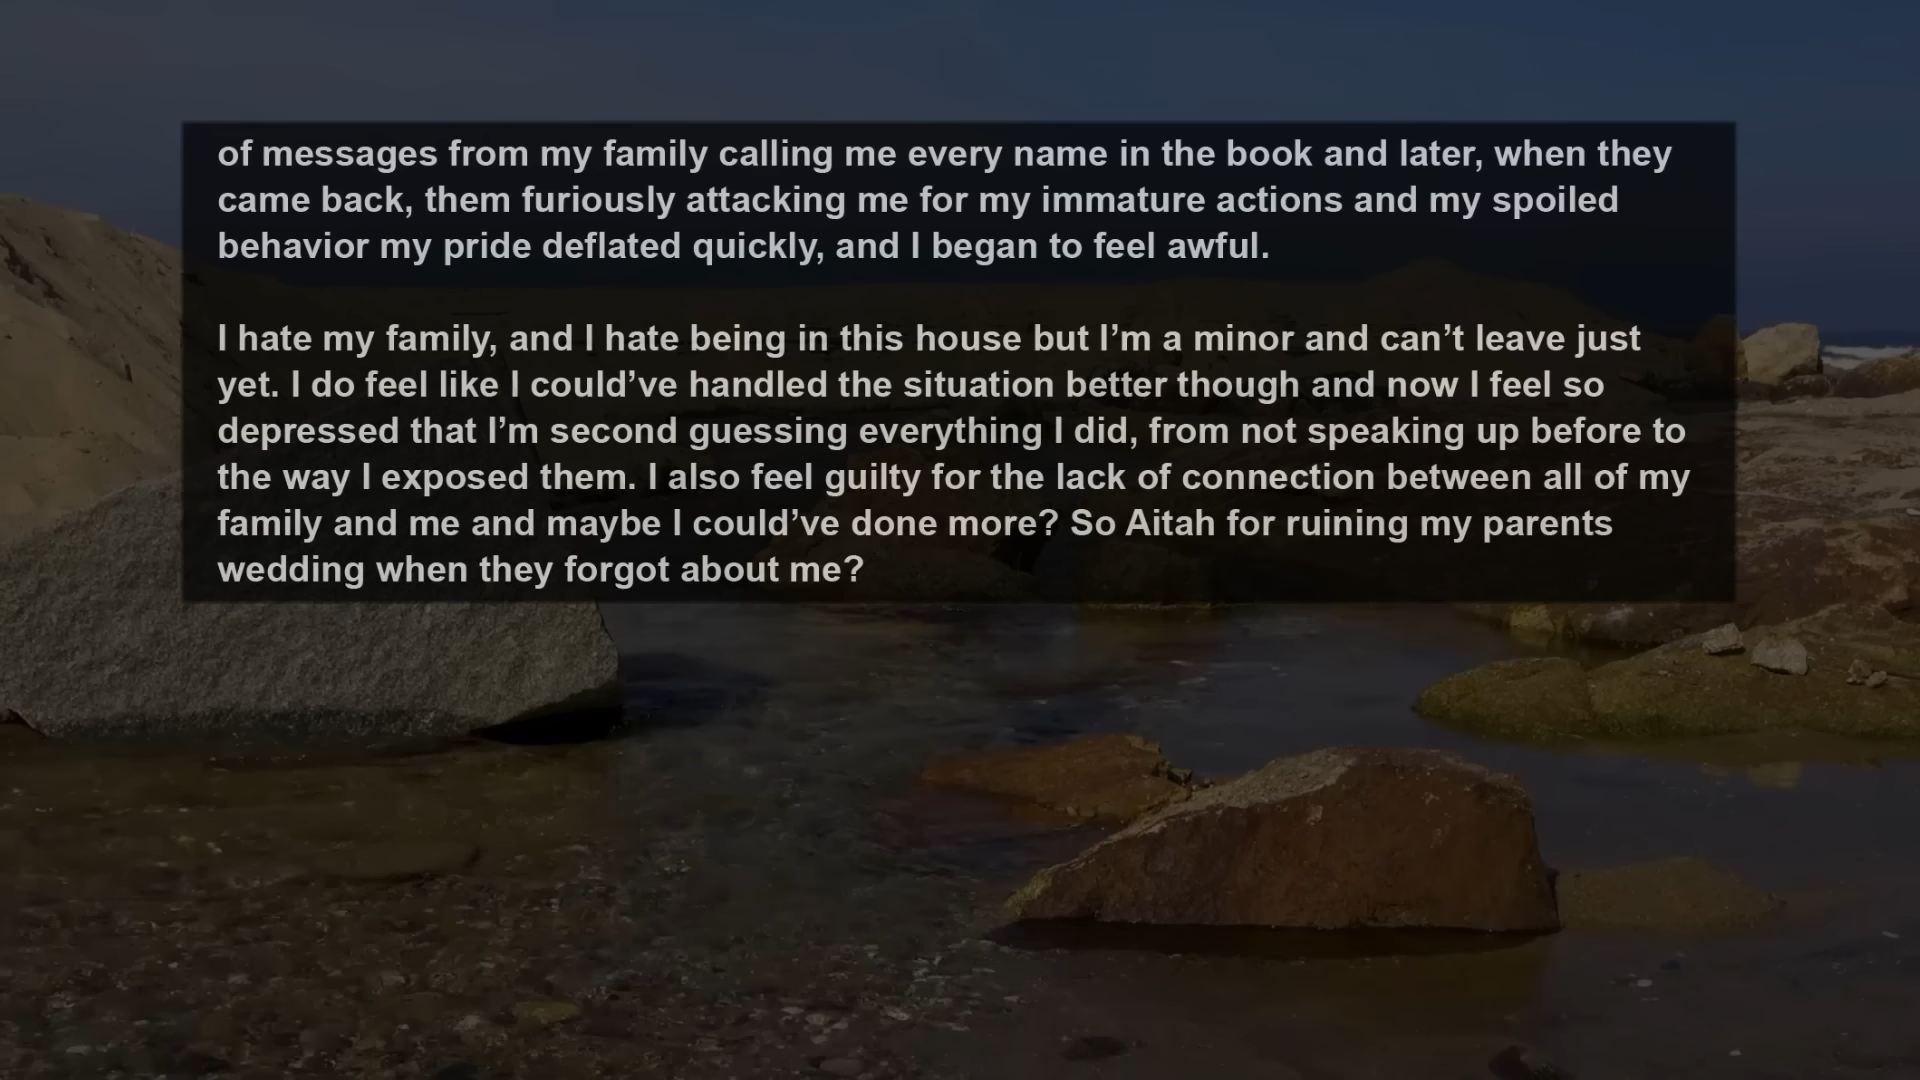 of messages from my family calling me every name in the book and later, when they
came back, them furiously attacking me for my immature actions and my spoiled
behavior my pride deflated quickly, and I began to feel awful.
I hate my family, and I hate being in this house but I’m a minor and can’t leave just
yet. I do feel like I could’ve handled the situation better though and now I feel so
depressed that I’m second guessing everything I did, from not speaking up before to
the way I exposed them. I also feel guilty for the lack of connection between all of my
family and me and maybe I could’ve done more? So Aitah for ruining my parents
wedding when they forgot about me?